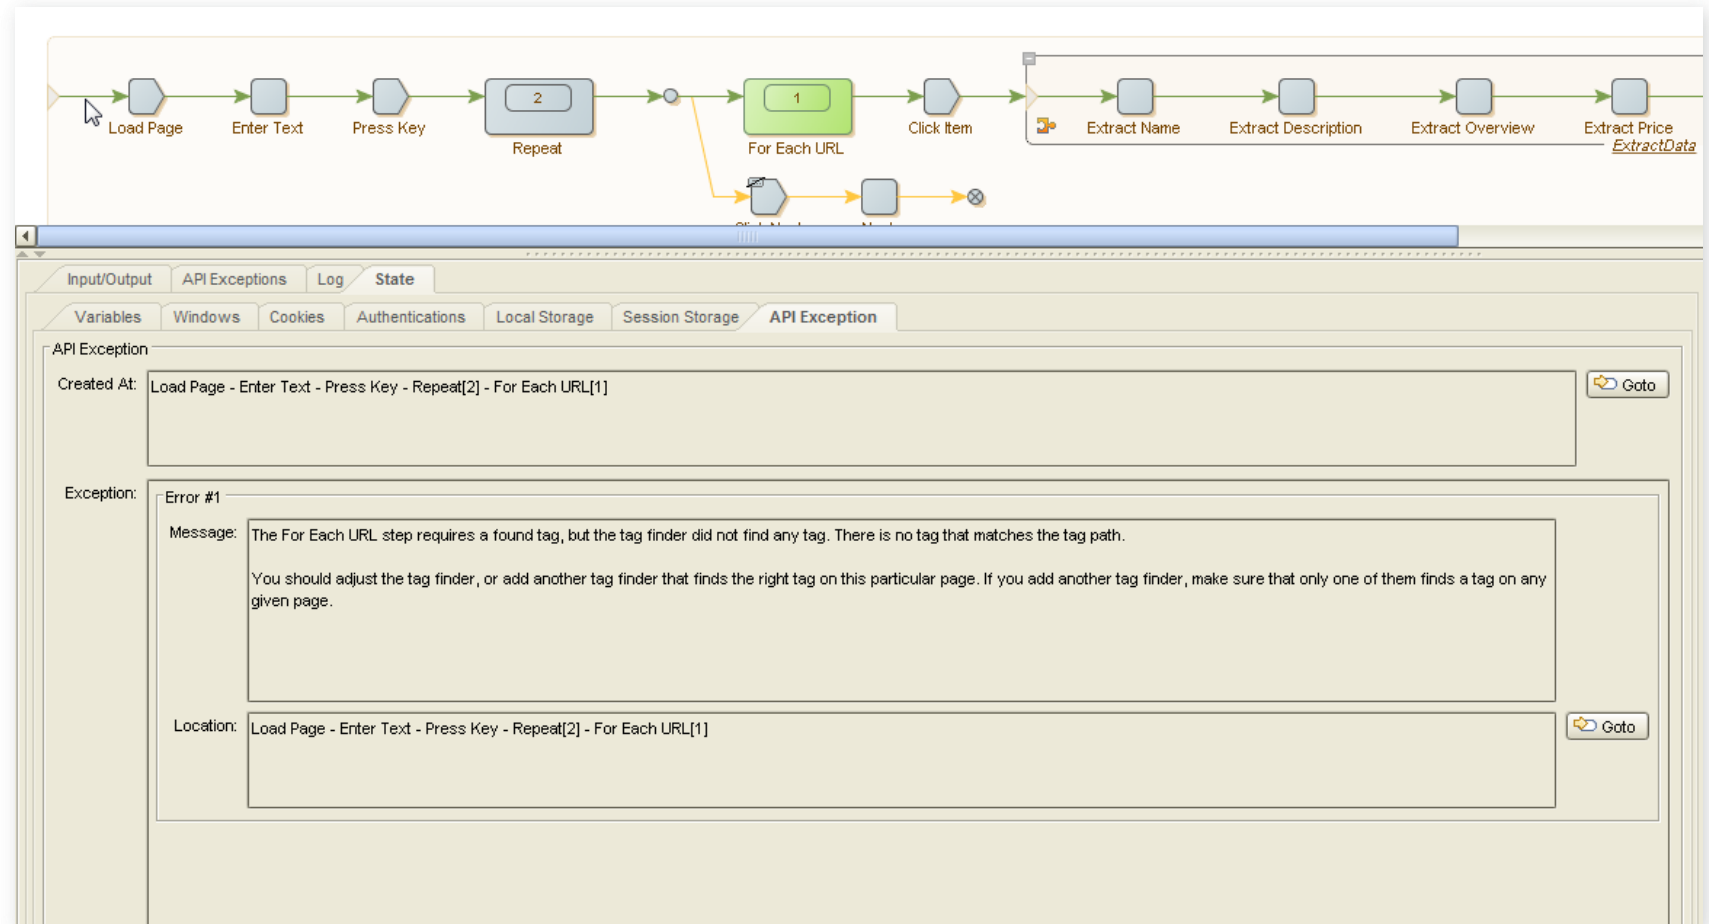 2
1
Load Page
Enter Text
Press Key
Click Item
Extract Name
Extract Description
Extract Overview
Extract Price
Repeat
For Each URL
ExtractData
Input/Output
API Exceptions
Log
State
Variables
Windows
Cookies
Authentications
Local Storage
Session Storage
API Exception
API Exception
Created At:
Load Page - Enter Text - Press Key - Repeat[2] - For Each URL[1]
Goto
Exception:
Error #1
Message:
The For Each URL step requires a found tag, but the tag finder did not find any tag. There is no tag that matches the tag path.
You should adjust the tag finder, or add another tag finder that finds the right tag on this particular page. If you add another tag finder, make sure that only one of them finds a tag on any
given page.
Location:
Load Page - Enter Text - Press Key - Repeat[2] - For Each URL[1]
Goto